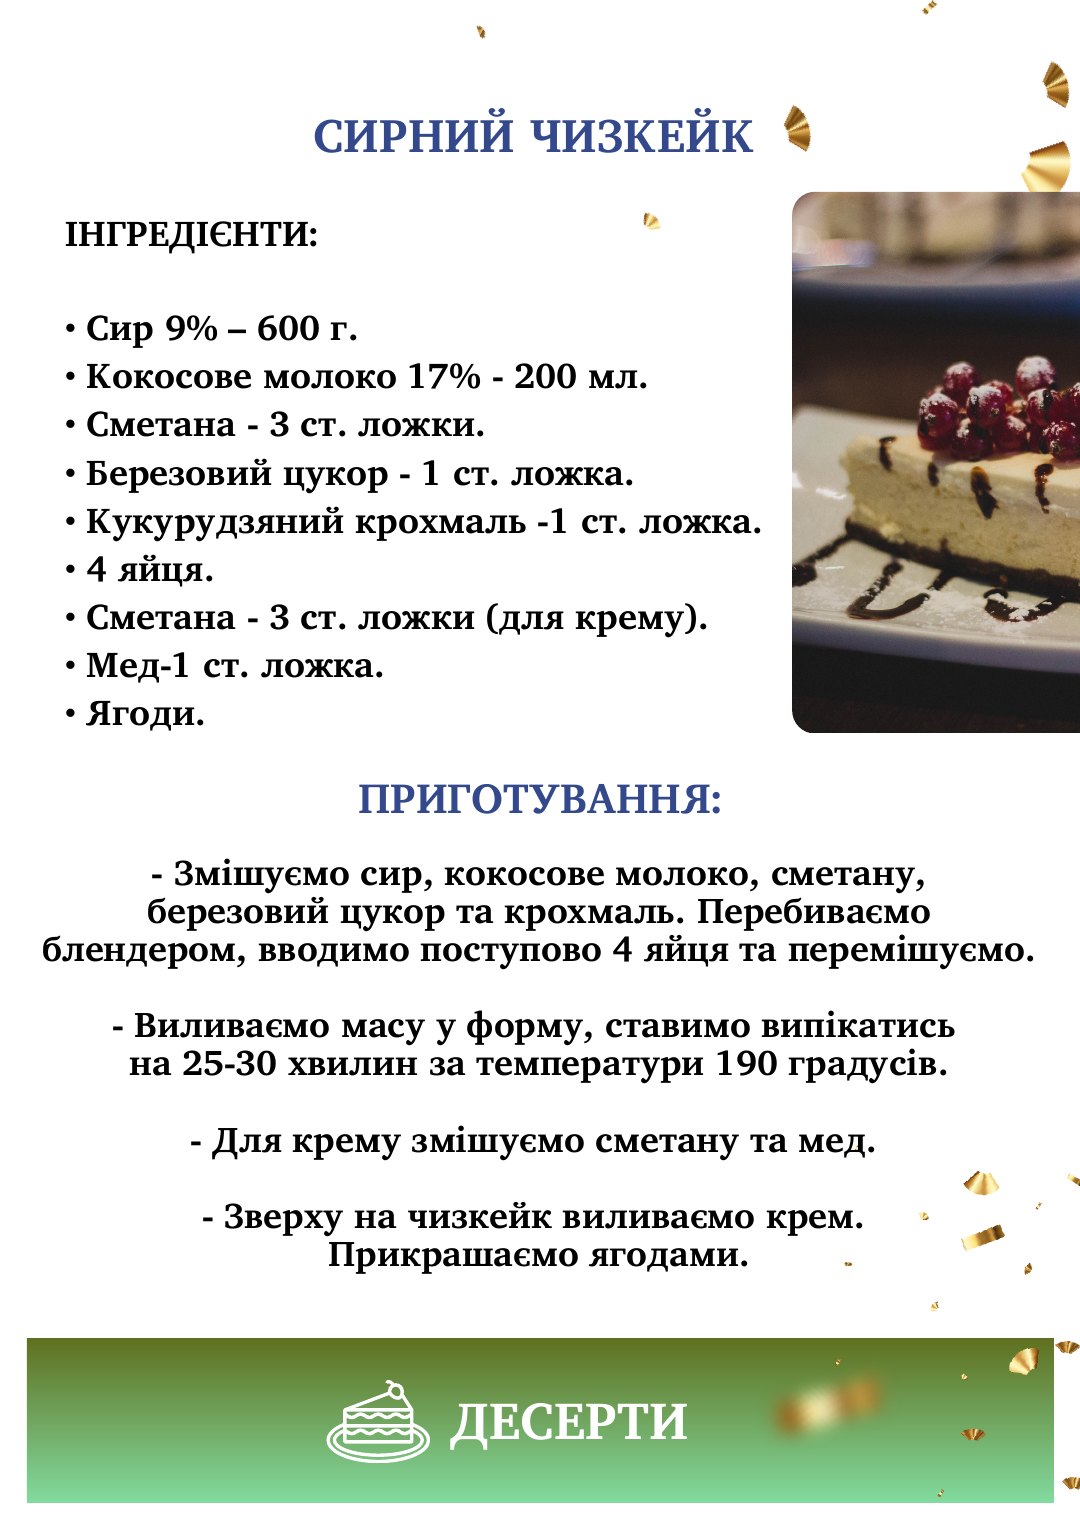 СИРНИЙ ЧИЗКЕЙК
ІНГРЕДІЄНТИ:
• Сир 9% – 600 г.
• Кокосове молоко 17% - 200 мл.
• Сметана - 3 ст. ложки.
• Березовий цукор - 1 ст. ложка.
• Кукурудзяний крохмаль -1 ст. ложка.
• 4 яйця.
• Сметана - 3 ст. ложки (для крему).
• Мед-1 ст. ложка.
• Ягоди.
ПРИГОТУВАННЯ:
- Змішуємо сир, кокосове молоко, сметану,
березовий цукор та крохмаль. Перебиваємо
блендером, вводимо поступово 4 яйця та перемішуємо.
- Виливаємо масу у форму, ставимо випікатись
на 25-30 хвилин за температури 190 градусів.
- Для крему змішуємо сметану та мед.
- Зверху на чизкейк виливаємо крем.
Прикрашаємо ягодами.
ДЕСЕРТИ